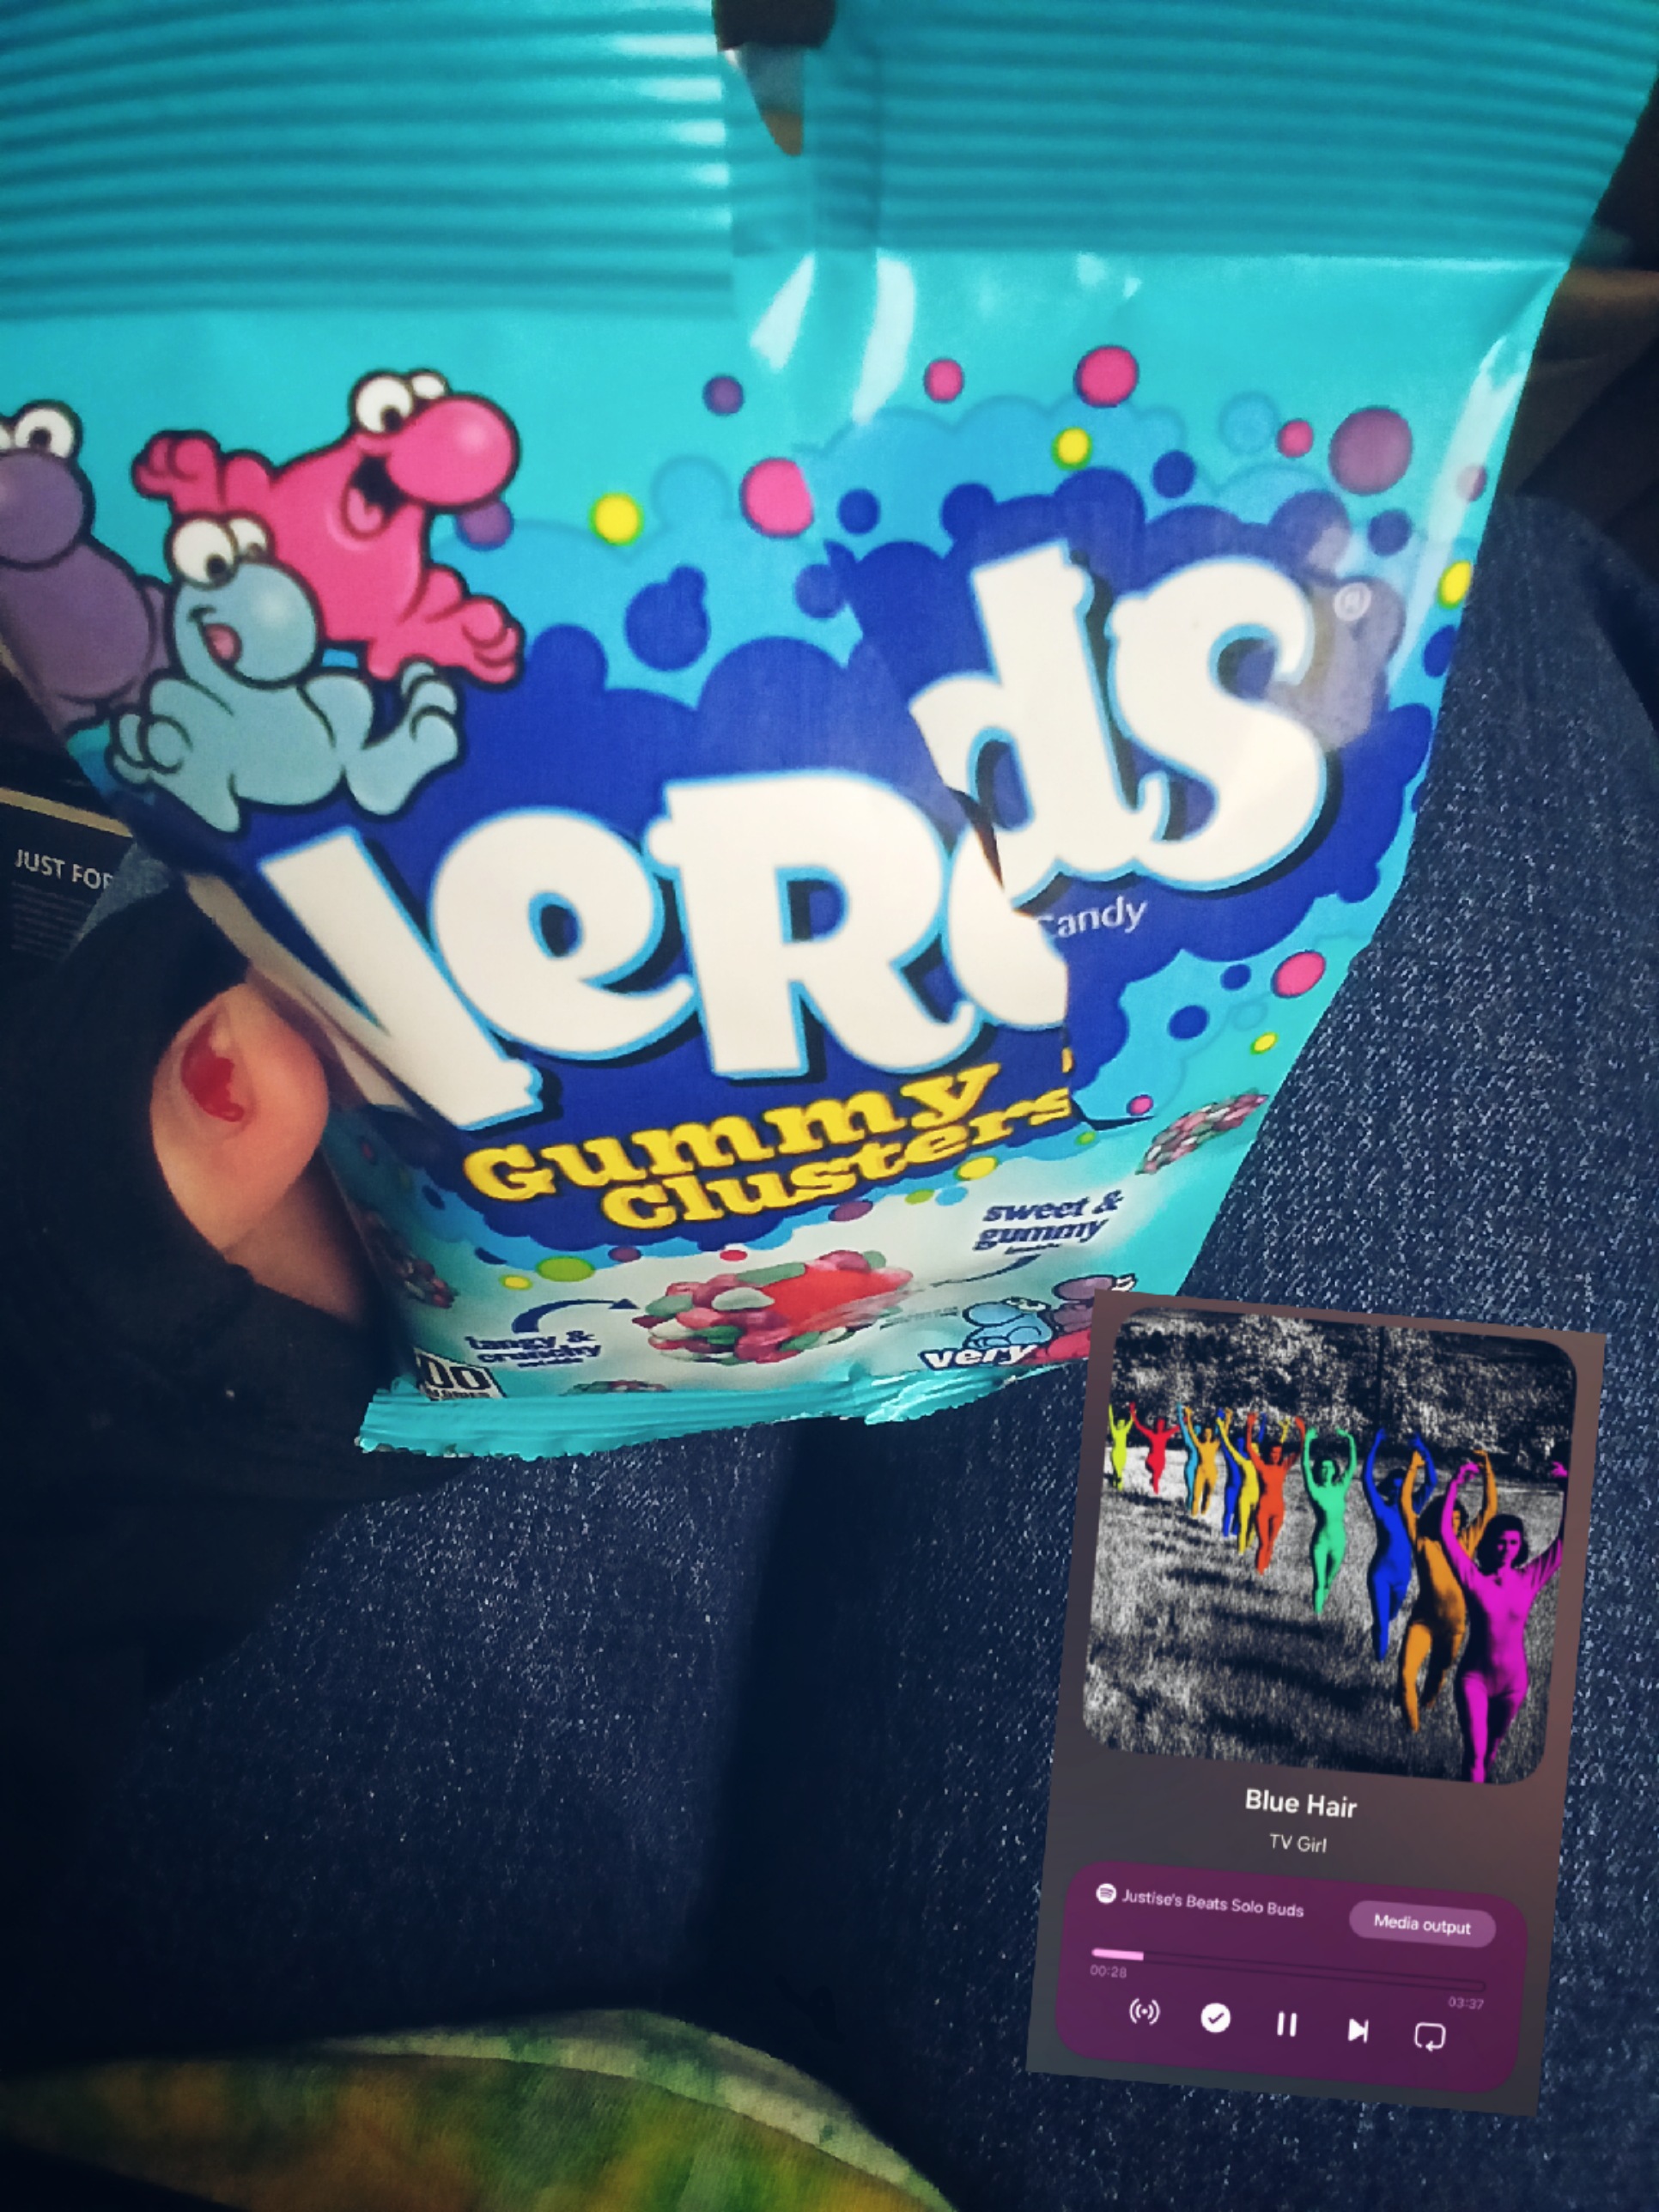 NeRds®
Candy
Gummy
Clusters
sweet &
gummy
tangy &
crunchy
very
JUST FOR
Blue Hair
TV Girl
Justise's Beats Solo Buds
Media output
00:28
03:37